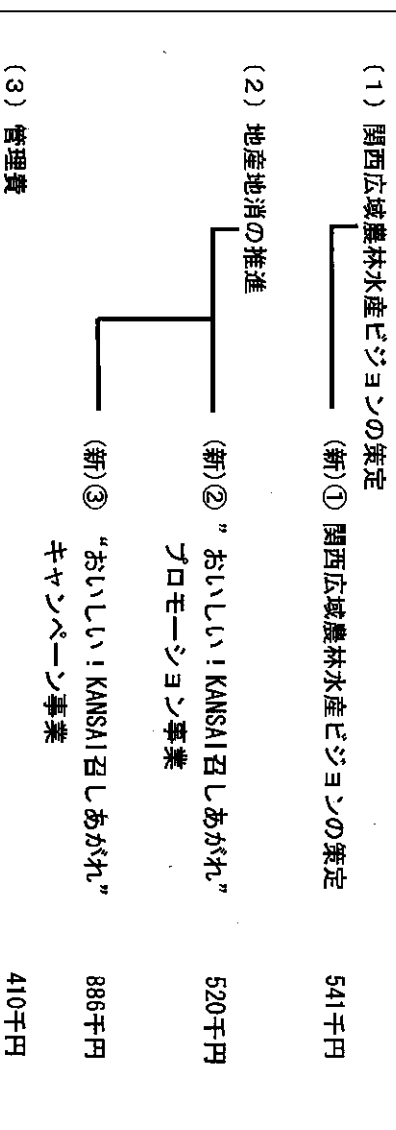 (1) 関西広域農林水産ビジョンの策定
(新)① 関西広域農林水産ビジョンの策定 541千円
(2) 地産地消の推進
(新)② ”おいしい！KANSAI召しあがれ” 520千円
プロモーション事業
(新)③ “おいしい！KANSAI召しあがれ” 886千円
キャンペーン事業
(3) 管理費 410千円